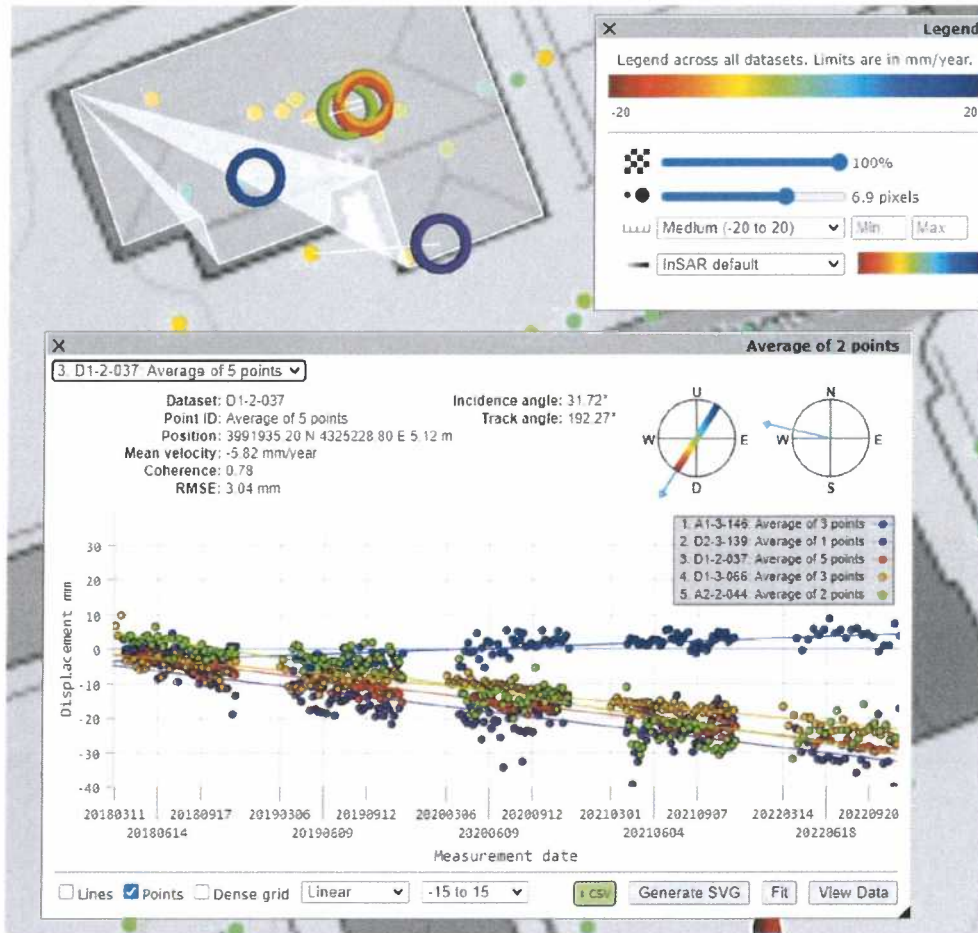 Legend
Legend across all datasets. Limits are in mm/year.
-20 20
100%
6.9 pixels
Medium (-20 to 20) Min Max
InSAR default
Average of 2 points
3. D1-2-037: Average of 5 points
Dataset: D1-2-037
Point ID: Average of 5 points
Position: 3991935.20 N 4325228.80 E 5.12 m
Mean velocity: -5.82 mm/year
Coherence: 0.78
RMSE: 3.04 mm
Incidence angle: 31.72°
Track angle: 192.27°
U
W E
D
N
W E
S
1. A1-3-146: Average of 3 points
2. D2-3-139: Average of 1 points
3. D1-2-037: Average of 5 points
4. D1-3-066: Average of 3 points
5. A2-2-044: Average of 2 points
Displacement mm
30
20
10
0
-10
-20
-30
-40
20180311 20180917 20190306 20190912 20200306 20200912 20210301 20210907 20220314 20220920
20180614 20190609 20200609 20210604 20220618
Measurement date
Lines Points Dense grid Linear -15 to 15 CSV Generate SVG Fit View Data